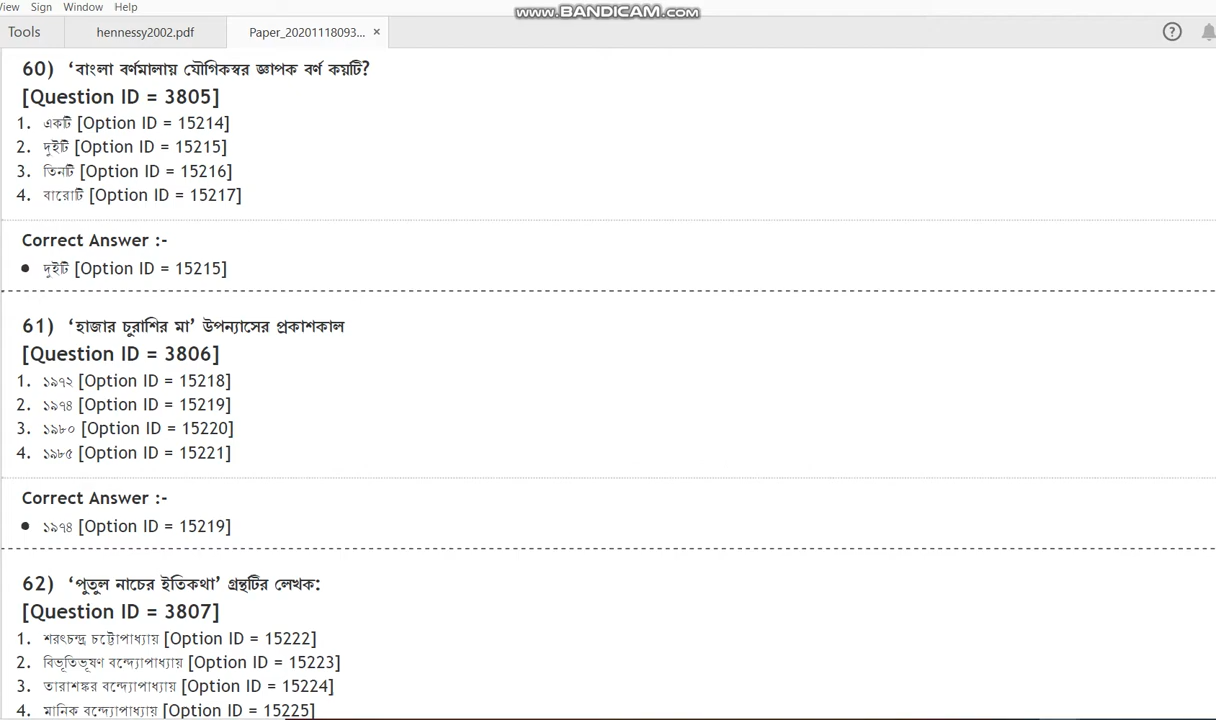 View Sign Window Help
www.BANDICAM.com
Tools hennessy2002.pdf Paper_20201118093... × ?
60) ‘বাংলা বর্ণমালায় যৌগিকস্বর জ্ঞাপক বর্ণ কয়টি?
[Question ID = 3805]
1. একটি [Option ID = 15214]
2. দুইটি [Option ID = 15215]
3. তিনটি [Option ID = 15216]
4. বারোটি [Option ID = 15217]
Correct Answer :-
● দুইটি [Option ID = 15215]
61) ‘হাজার চুরাশির মা’ উপন্যাসের প্রকাশকাল
[Question ID = 3806]
1. ১৯৭২ [Option ID = 15218]
2. ১৯৭৪ [Option ID = 15219]
3. ১৯৮০ [Option ID = 15220]
4. ১৯৮৫ [Option ID = 15221]
Correct Answer :-
● ১৯৭৪ [Option ID = 15219]
62) ‘পুতুল নাচের ইতিকথা’ গ্রন্থটির লেখক:
[Question ID = 3807]
1. শরৎচন্দ্র চট্টোপাধ্যায় [Option ID = 15222]
2. বিভূতিভূষণ বন্দ্যোপাধ্যায় [Option ID = 15223]
3. তারাশঙ্কর বন্দ্যোপাধ্যায় [Option ID = 15224]
4. মানিক বন্দ্যোপাধ্যায় [Option ID = 15225]